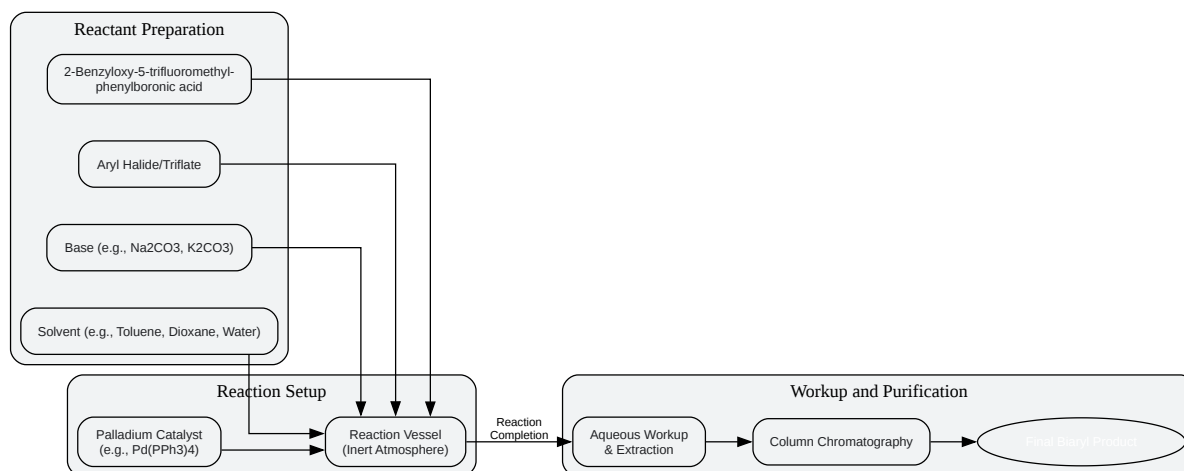 Reactant Preparation
2-Benzyloxy-5-trifluoromethyl-
phenylboronic acid
Aryl Halide/Triflate
Base (e.g., Na2CO3, K2CO3)
Solvent (e.g., Toluene, Dioxane, Water)
Reaction Setup
Palladium Catalyst
(e.g., Pd(PPh3)4)
Reaction Vessel
(Inert Atmosphere)
Reaction
Completion
Workup and Purification
Aqueous Workup
& Extraction
Column Chromatography
Final Biaryl Product